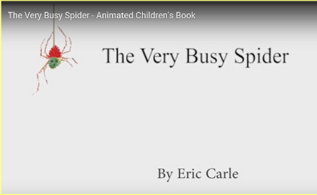 The Very Busy Spider - Animated Children's Book
The Very Busy Spider
By Eric Carle